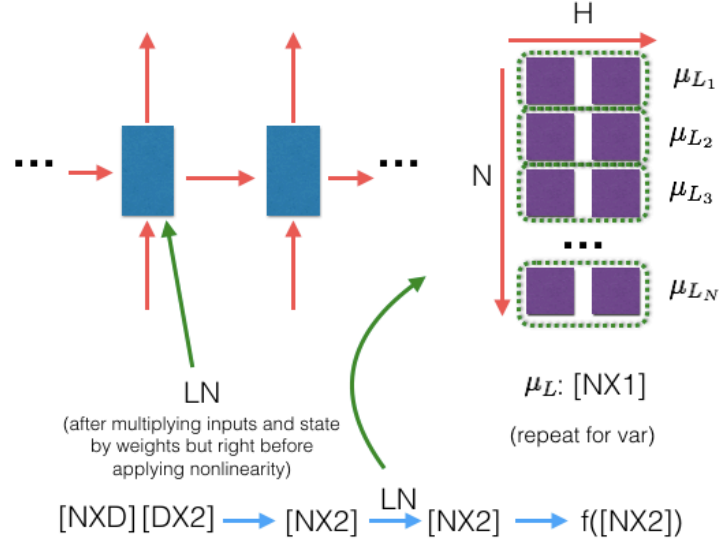 H
μL1
μL2
N
μL3
...
...
...
μLN
LN
(after multiplying inputs and state
by weights but right before
applying nonlinearity)
μL: [NX1]
(repeat for var)
[NXD][DX2] [NX2] LN [NX2] f([NX2])